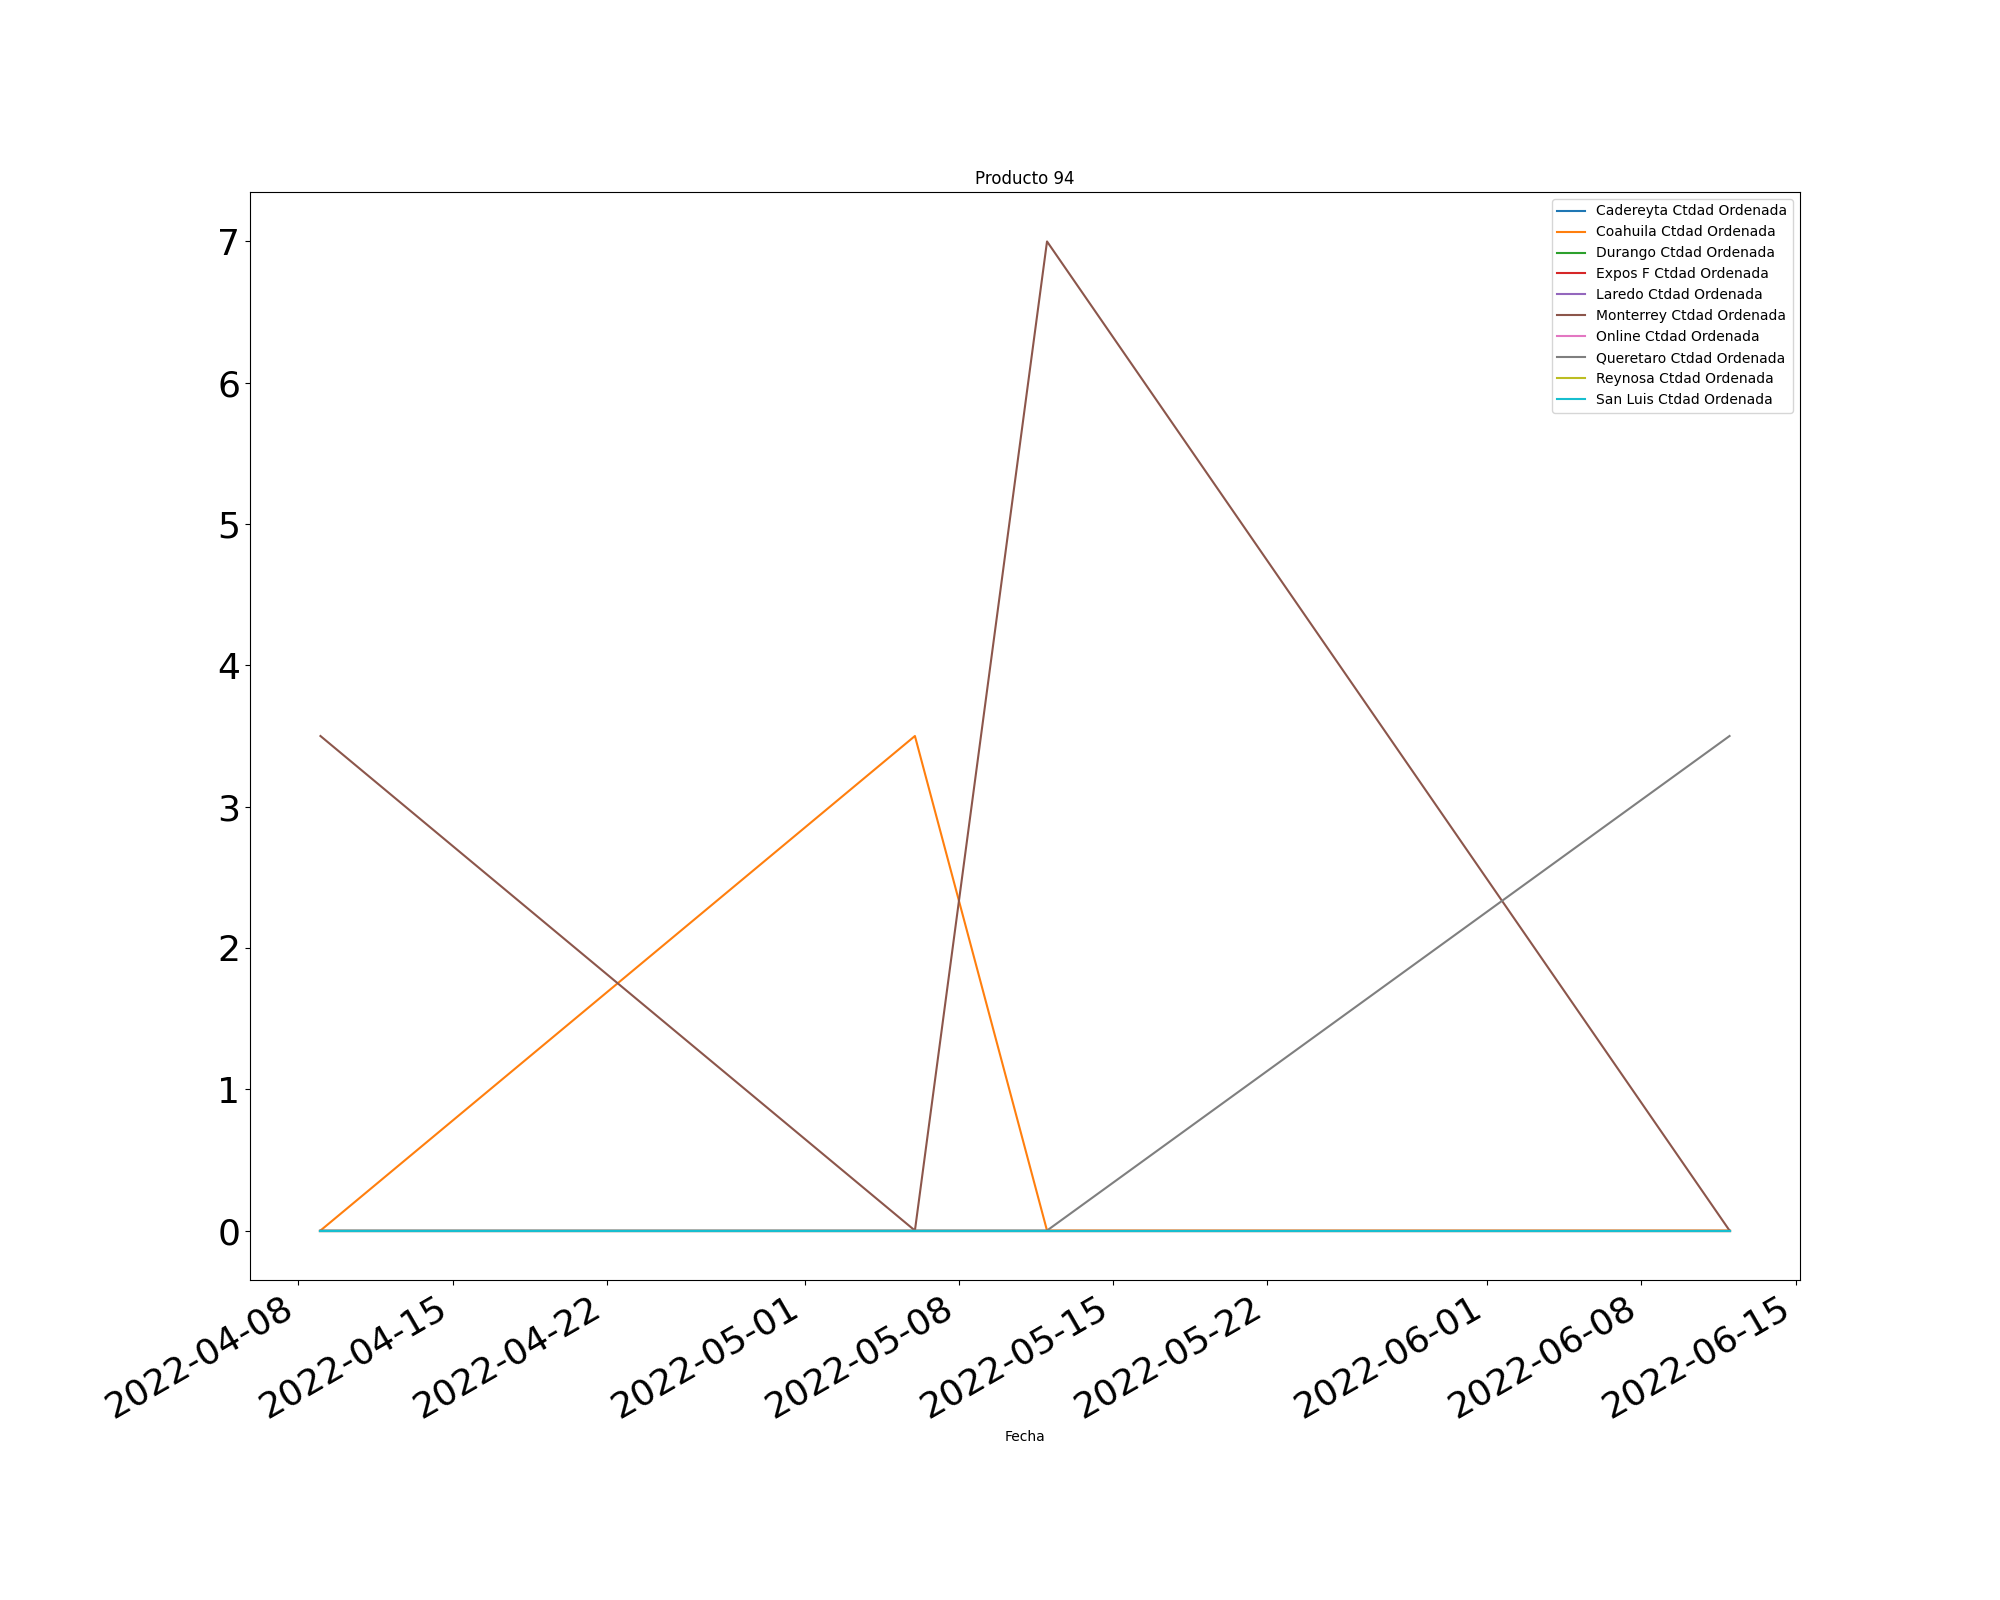 Producto 94
7
6
5
4
3
2
1
0
Cadereyta Ctdad Ordenada
Coahuila Ctdad Ordenada
Durango Ctdad Ordenada
Expos F Ctdad Ordenada
Laredo Ctdad Ordenada
Monterrey Ctdad Ordenada
Online Ctdad Ordenada
Queretaro Ctdad Ordenada
Reynosa Ctdad Ordenada
San Luis Ctdad Ordenada
2022-04-08
2022-04-15
2022-04-22
2022-05-01
2022-05-08
2022-05-15
2022-05-22
2022-06-01
2022-06-08
2022-06-15
Fecha